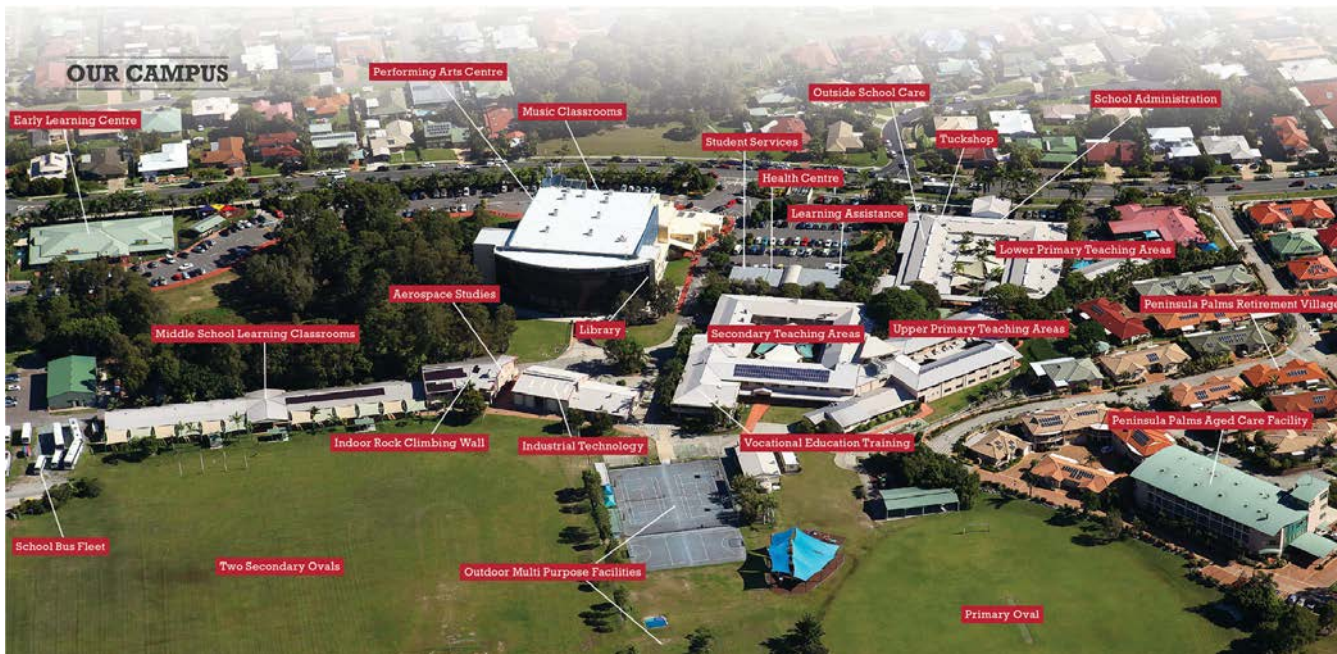 OUR CAMPUS
Performing Arts Centre
Early Learning Centre
Music Classrooms
Outside School Care
School Administration
Student Services
Tuckshop
Health Centre
Learning Assistance
Lower Primary Teaching Areas
Aerospace Studies
Peninsula Palms Retirement Village
Middle School Learning Classrooms
Library
Secondary Teaching Areas
Upper Primary Teaching Areas
Indoor Rock Climbing Wall
Industrial Technology
Vocational Education Training
Peninsula Palms Aged Care Facility
School Bus Fleet
Two Secondary Ovals
Outdoor Multi Purpose Facilities
Primary Oval